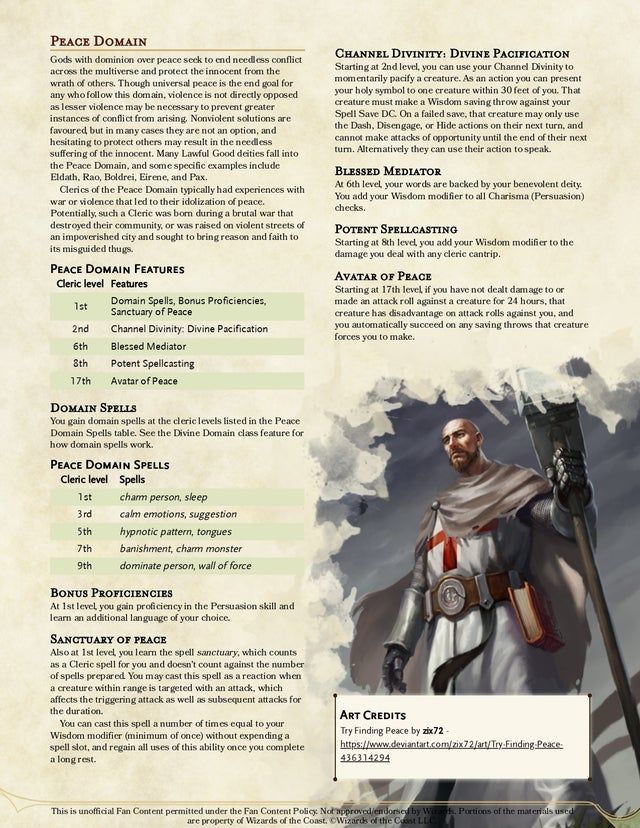 Peace Domain
Gods with dominion over peace seek to end needless conflict
across the multiverse and protect the innocent from the
wrath of others. Though universal peace is the end goal for
any who follow this domain, violence is not directly opposed
as lesser violence may be necessary to prevent greater
instances of conflict from arising. Nonviolent solutions are
favoured, but in many cases they are not an option, and
hesitating to protect others may result in the needless
suffering of the innocent. Many Lawful Good deities fall into
the Peace Domain, and some specific examples include
Eldath, Rao, Boldrei, Eirene, and Pax.
Clerics of the Peace Domain typically had experiences with
war or violence that led to their idolization of peace.
Potentially, such a Cleric was born during a brutal war that
destroyed their community, or was raised on violent streets of
an impoverished city and sought to bring reason and faith to
its misguided thugs.
Peace Domain Features
Cleric level Features
1st Domain Spells, Bonus Proficiencies,
Sanctuary of Peace
2nd Channel Divinity: Divine Pacification
6th Blessed Mediator
8th Potent Spellcasting
17th Avatar of Peace
Domain Spells
You gain domain spells at the cleric levels listed in the Peace
Domain Spells table. See the Divine Domain class feature for
how domain spells work.
Peace Domain Spells
Cleric level Spells
1st charm person, sleep
3rd calm emotions, suggestion
5th hypnotic pattern, tongues
7th banishment, charm monster
9th dominate person, wall of force
Bonus Proficiencies
At 1st level, you gain proficiency in the Persuasion skill and
learn an additional language of your choice.
Sanctuary of peace
Also at 1st level, you learn the spell sanctuary, which counts
as a Cleric spell for you and doesn't count against the number
of spells prepared. You may cast this spell as a reaction when
a creature within range is targeted with an attack, which
affects the triggering attack as well as subsequent attacks for
the duration.
You can cast this spell a number of times equal to your
Wisdom modifier (minimum of once) without expending a
spell slot, and regain all uses of this ability once you complete
a long rest.
Channel Divinity: Divine Pacification
Starting at 2nd level, you can use your Channel Divinity to
momentarily pacify a creature. As an action you can present
your holy symbol to one creature within 30 feet of you. That
creature must make a Wisdom saving throw against your
Spell Save DC. On a failed save, that creature may only use
the Dash, Disengage, or Hide actions on their next turn, and
cannot make attacks of opportunity until the end of their next
turn. Alternatively they can use their action to speak.
Blessed Mediator
At 6th level, your words are backed by your benevolent deity.
You add your Wisdom modifier to all Charisma (Persuasion)
checks.
Potent Spellcasting
Starting at 8th level, you add your Wisdom modifier to the
damage you deal with any cleric cantrip.
Avatar of Peace
Starting at 17th level, if you have not dealt damage to or
made an attack roll against a creature for 24 hours, that
creature has disadvantage on attack rolls against you, and
you automatically succeed on any saving throws that creature
forces you to make.
Art Credits
Try Finding Peace by zix72 -
https://www.deviantart.com/zix72/art/Try-Finding-Peace-
436314294
This is unofficial Fan Content permitted under the Fan Content Policy. Not approved/endorsed by Wizards. Portions of the materials used
are property of Wizards of the Coast. ©Wizards of the Coast LLC.